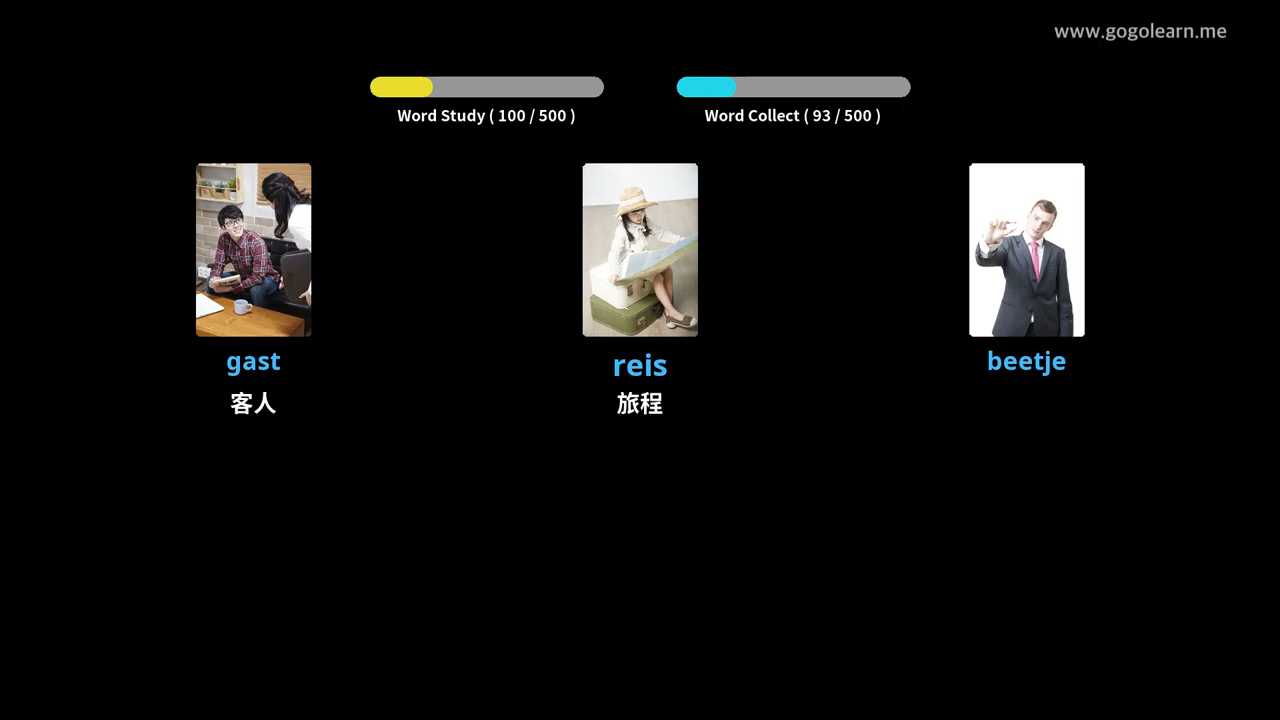 www.gogolearn.me
Word Study ( 100 / 500 )
Word Collect ( 93 / 500 )
gast
reis
beetje
客人
旅程